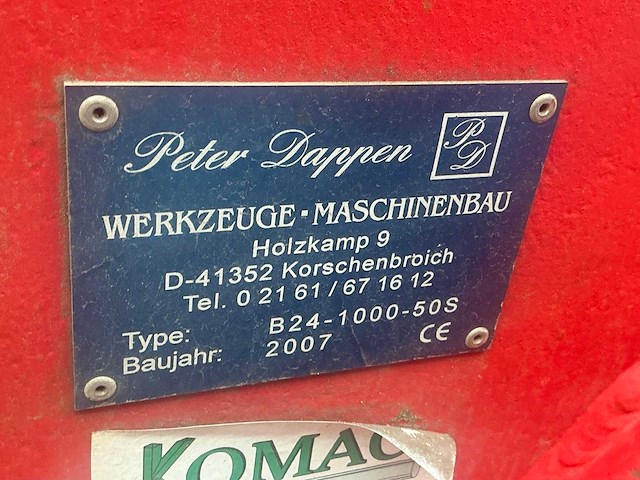 Peter Dappen PD
WERKZEUGE-MASCHINENBAU
Holzkamp 9
D-41352 Korschenbroich
Tel. 0 21 61 / 67 16 12
Type: B24-1000-50S
Baujahr: 2007 CE